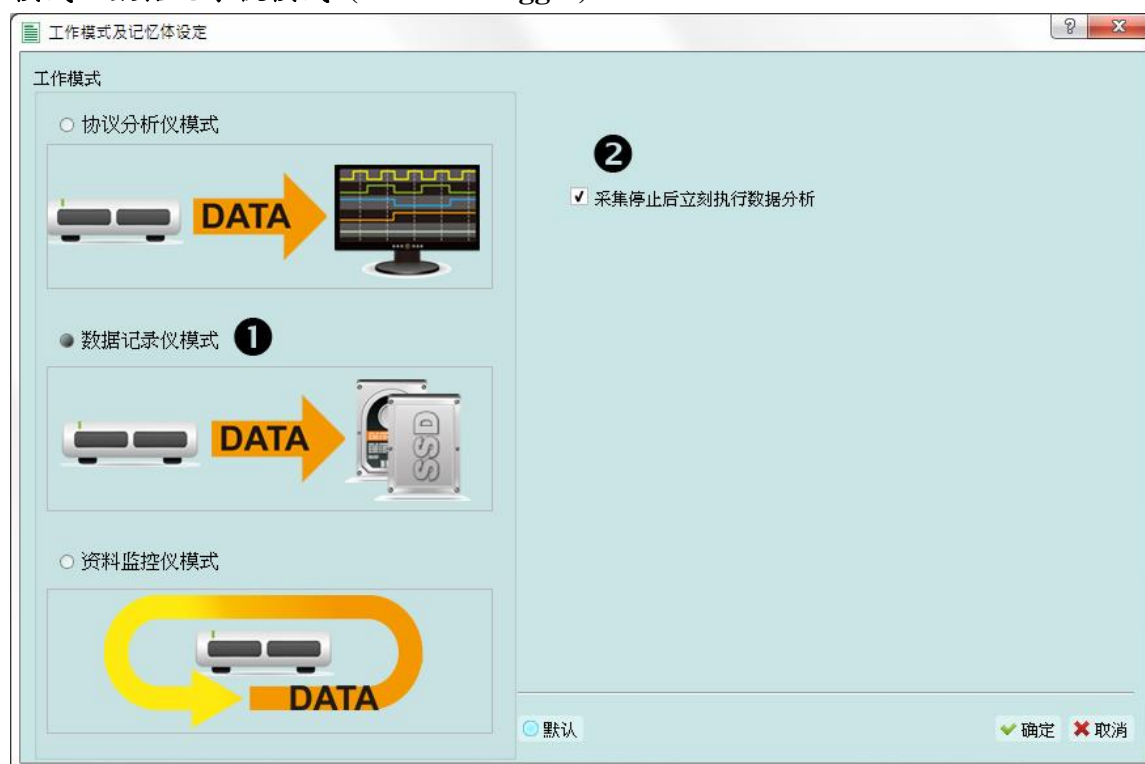 工作模式及记忆体设定
工作模式
协议分析仪模式
DATA
❷
采集停止后立刻执行数据分析
数据记录仪模式 ❶
DATA
SSD
资料监控仪模式
DATA
默认
确定
取消